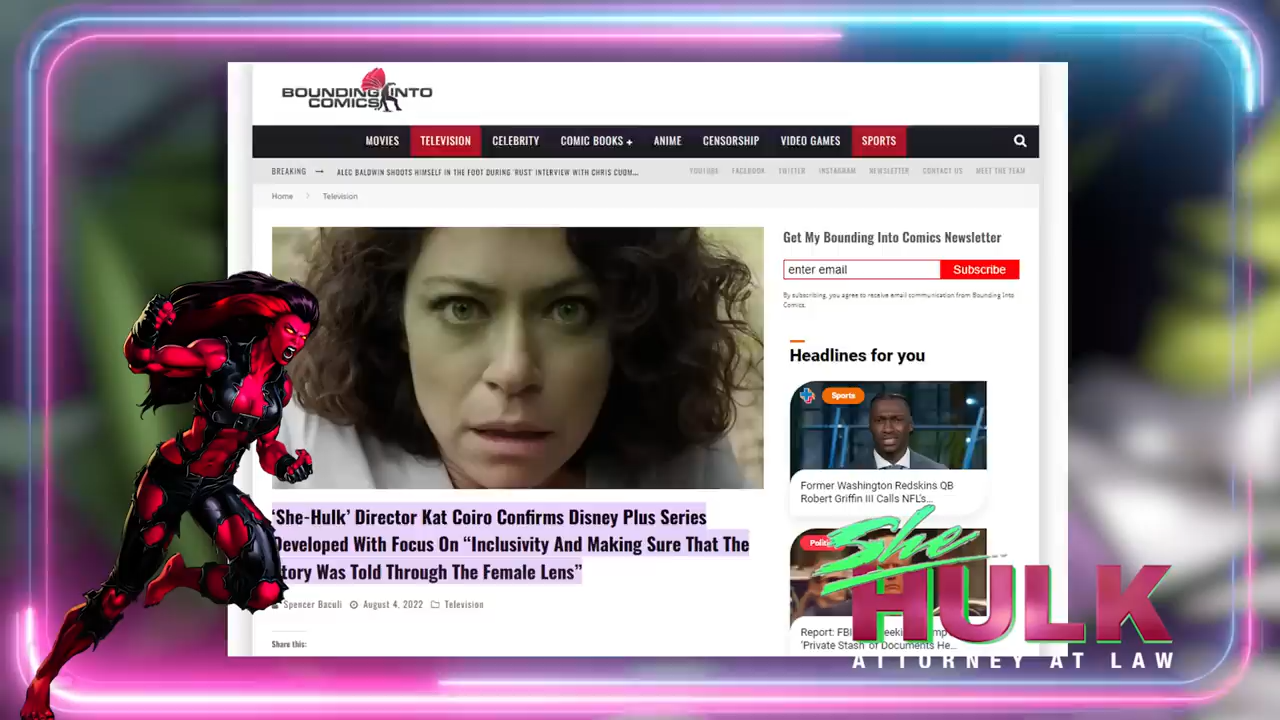 BOUNDING INTO
COMICS
MOVIES TELEVISION CELEBRITY COMIC BOOKS + ANIME CENSORSHIP VIDEO GAMES SPORTS
BREAKING → ALEC BALDWIN SHOOTS HIMSELF IN THE FOOT DURING 'RUST' INTERVIEW WITH CHRIS CUOM...
YOUTUBE FACEBOOK TWITTER INSTAGRAM NEWSLETTER CONTACT US MEET THE TEAM
Home > Television
‘She-Hulk’ Director Kat Coiro Confirms Disney Plus Series
Developed With Focus On “Inclusivity And Making Sure That The
tory Was Told Through The Female Lens”
Spencer Baculi August 4, 2022 Television
Share this:
Get My Bounding Into Comics Newsletter
enter email Subscribe
By subscribing, you agree to receive email communication from Bounding Into
Comics.
Headlines for you
Sports
Former Washington Redskins QB
Robert Griffin III Calls NFL's...
Report:
'Private Stash' of Documents He...
She
HULK
ATTORNEY AT LAW